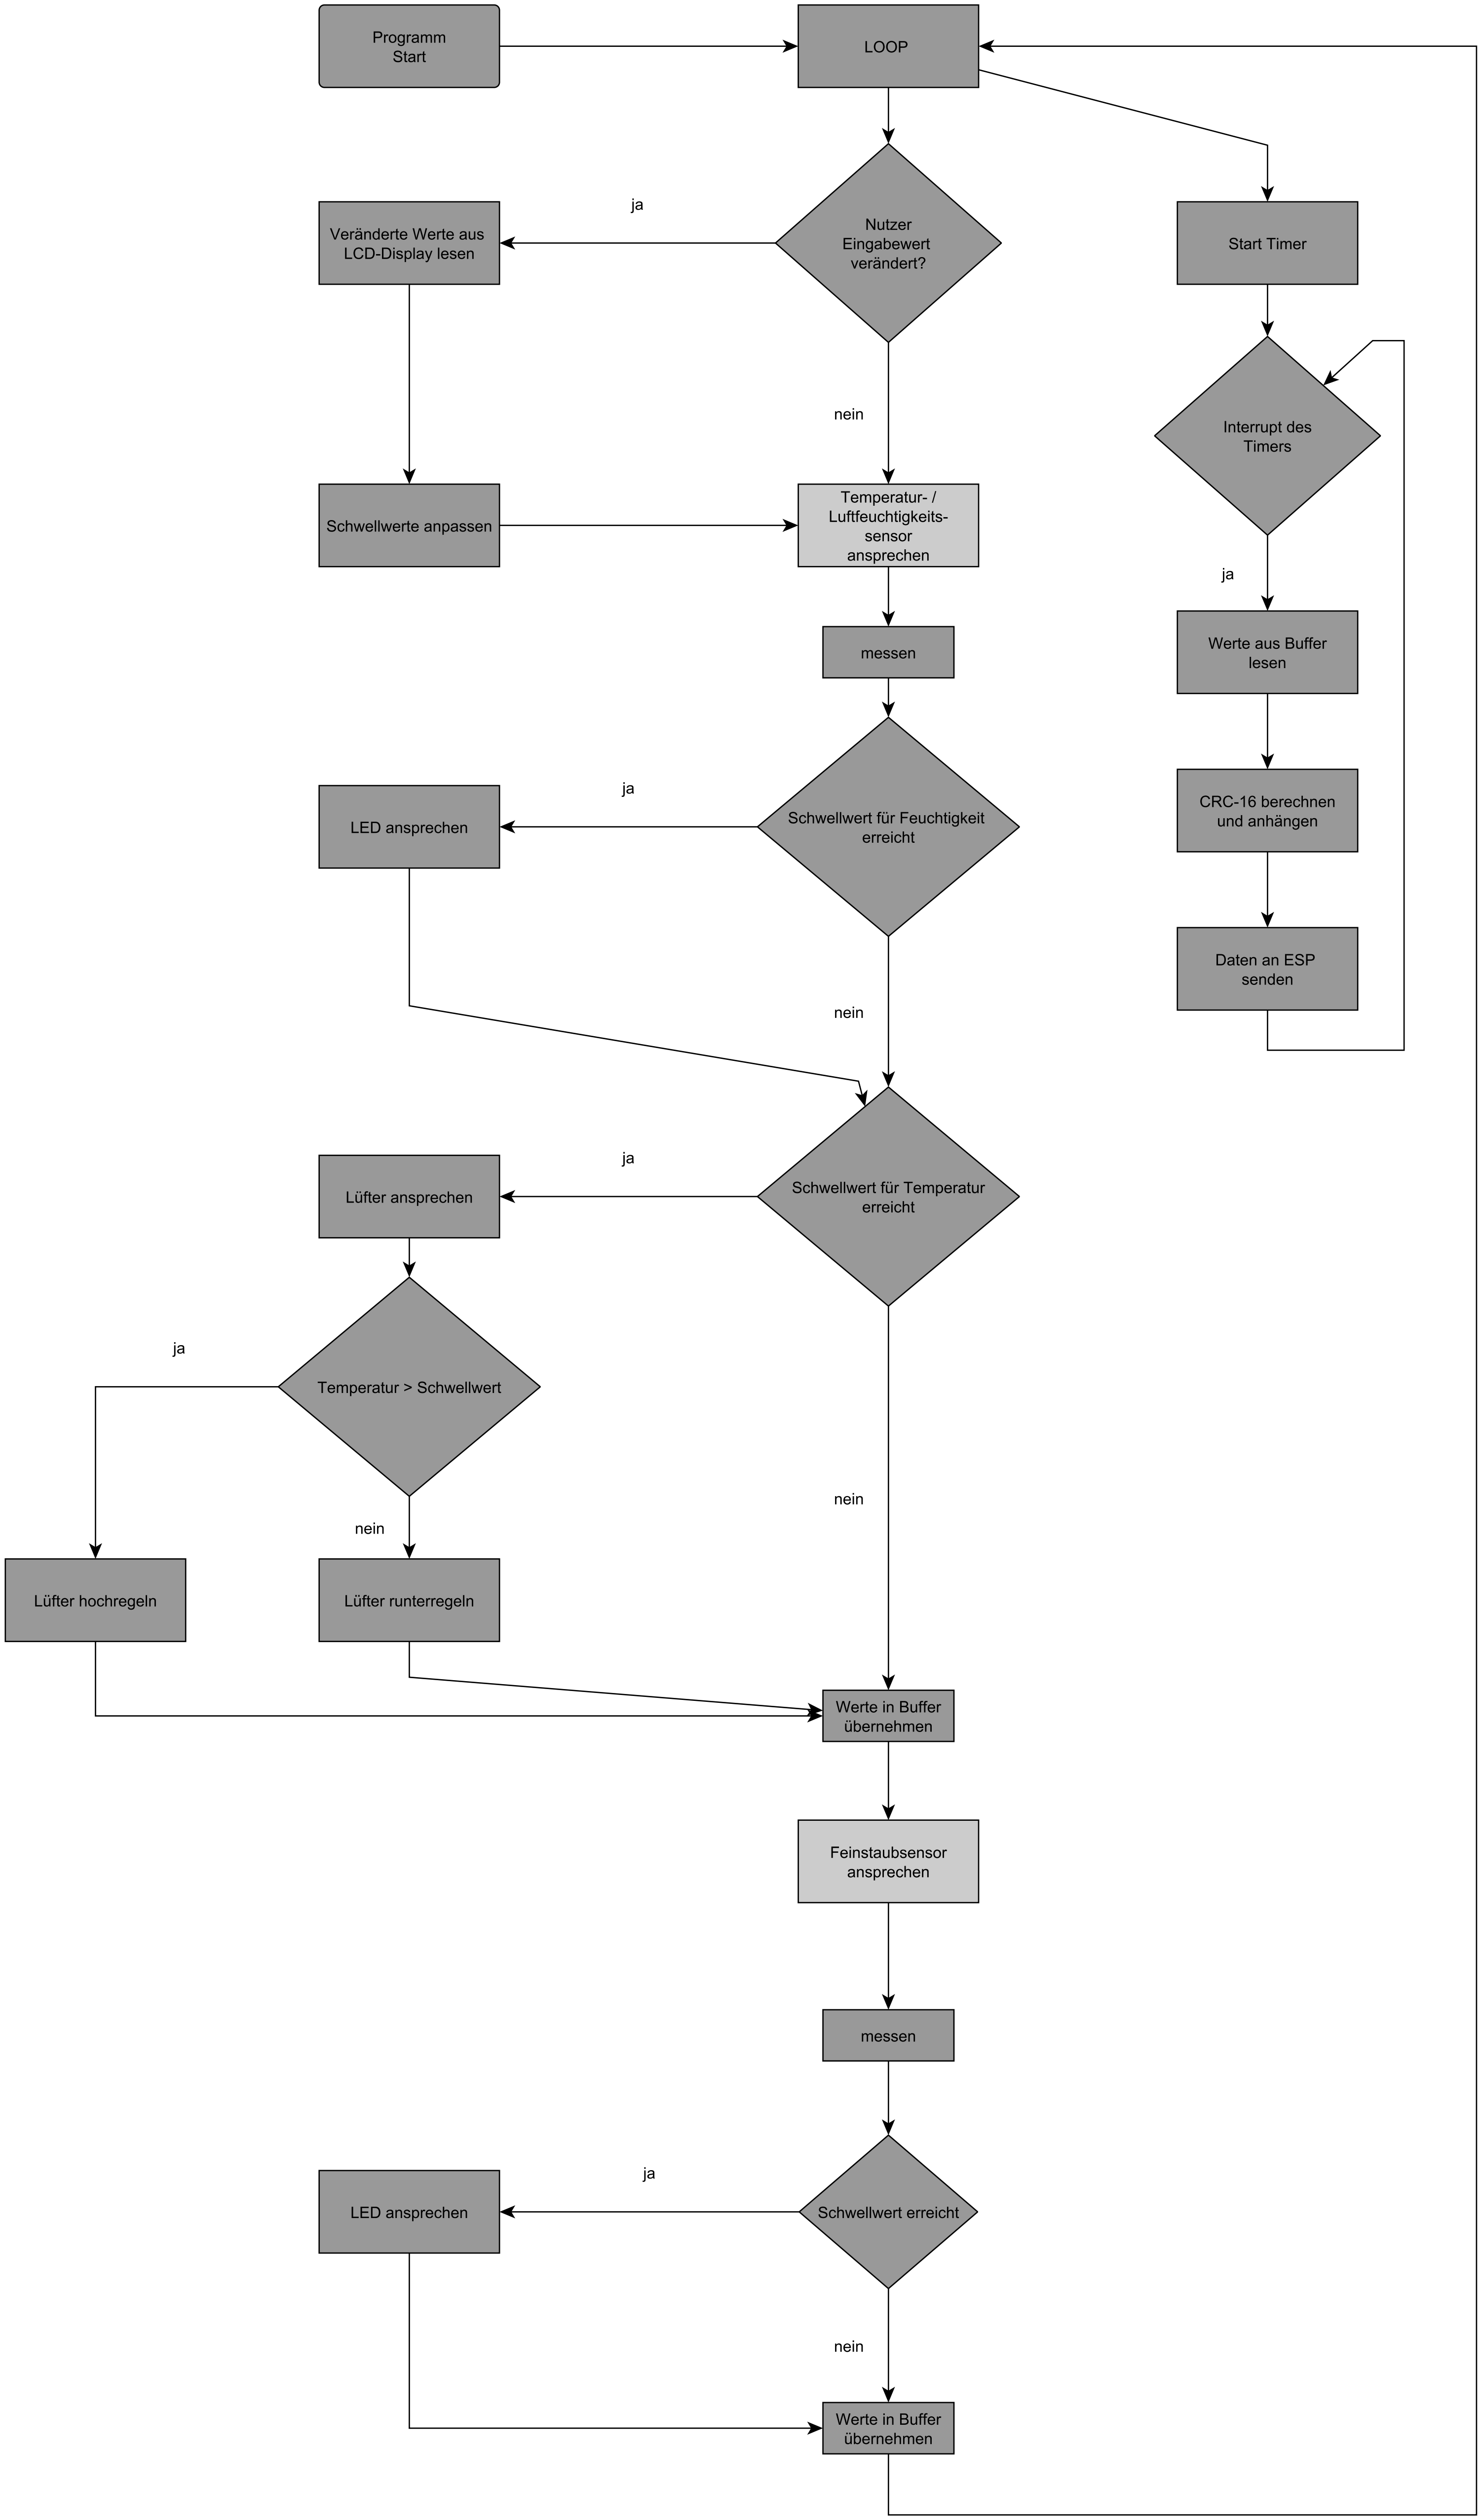 Programm
Start
LOOP
ja
Nutzer
Eingabewert
verändert?
Veränderte Werte aus
LCD-Display lesen
Start Timer
nein
Interrupt des
Timers
Schwellwerte anpassen
Temperatur- /
Luftfeuchtigkeits-
sensor
ansprechen
ja
Werte aus Buffer
lesen
messen
ja
Schwellwert für Feuchtigkeit
erreicht
LED ansprechen
CRC-16 berechnen
und anhängen
Daten an ESP
senden
nein
ja
Schwellwert für Temperatur
erreicht
Lüfter ansprechen
ja
Temperatur > Schwellwert
nein
nein
Lüfter hochregeln
Lüfter runterregeln
Werte in Buffer
übernehmen
Feinstaubsensor
ansprechen
messen
ja
LED ansprechen
Schwellwert erreicht
nein
Werte in Buffer
übernehmen